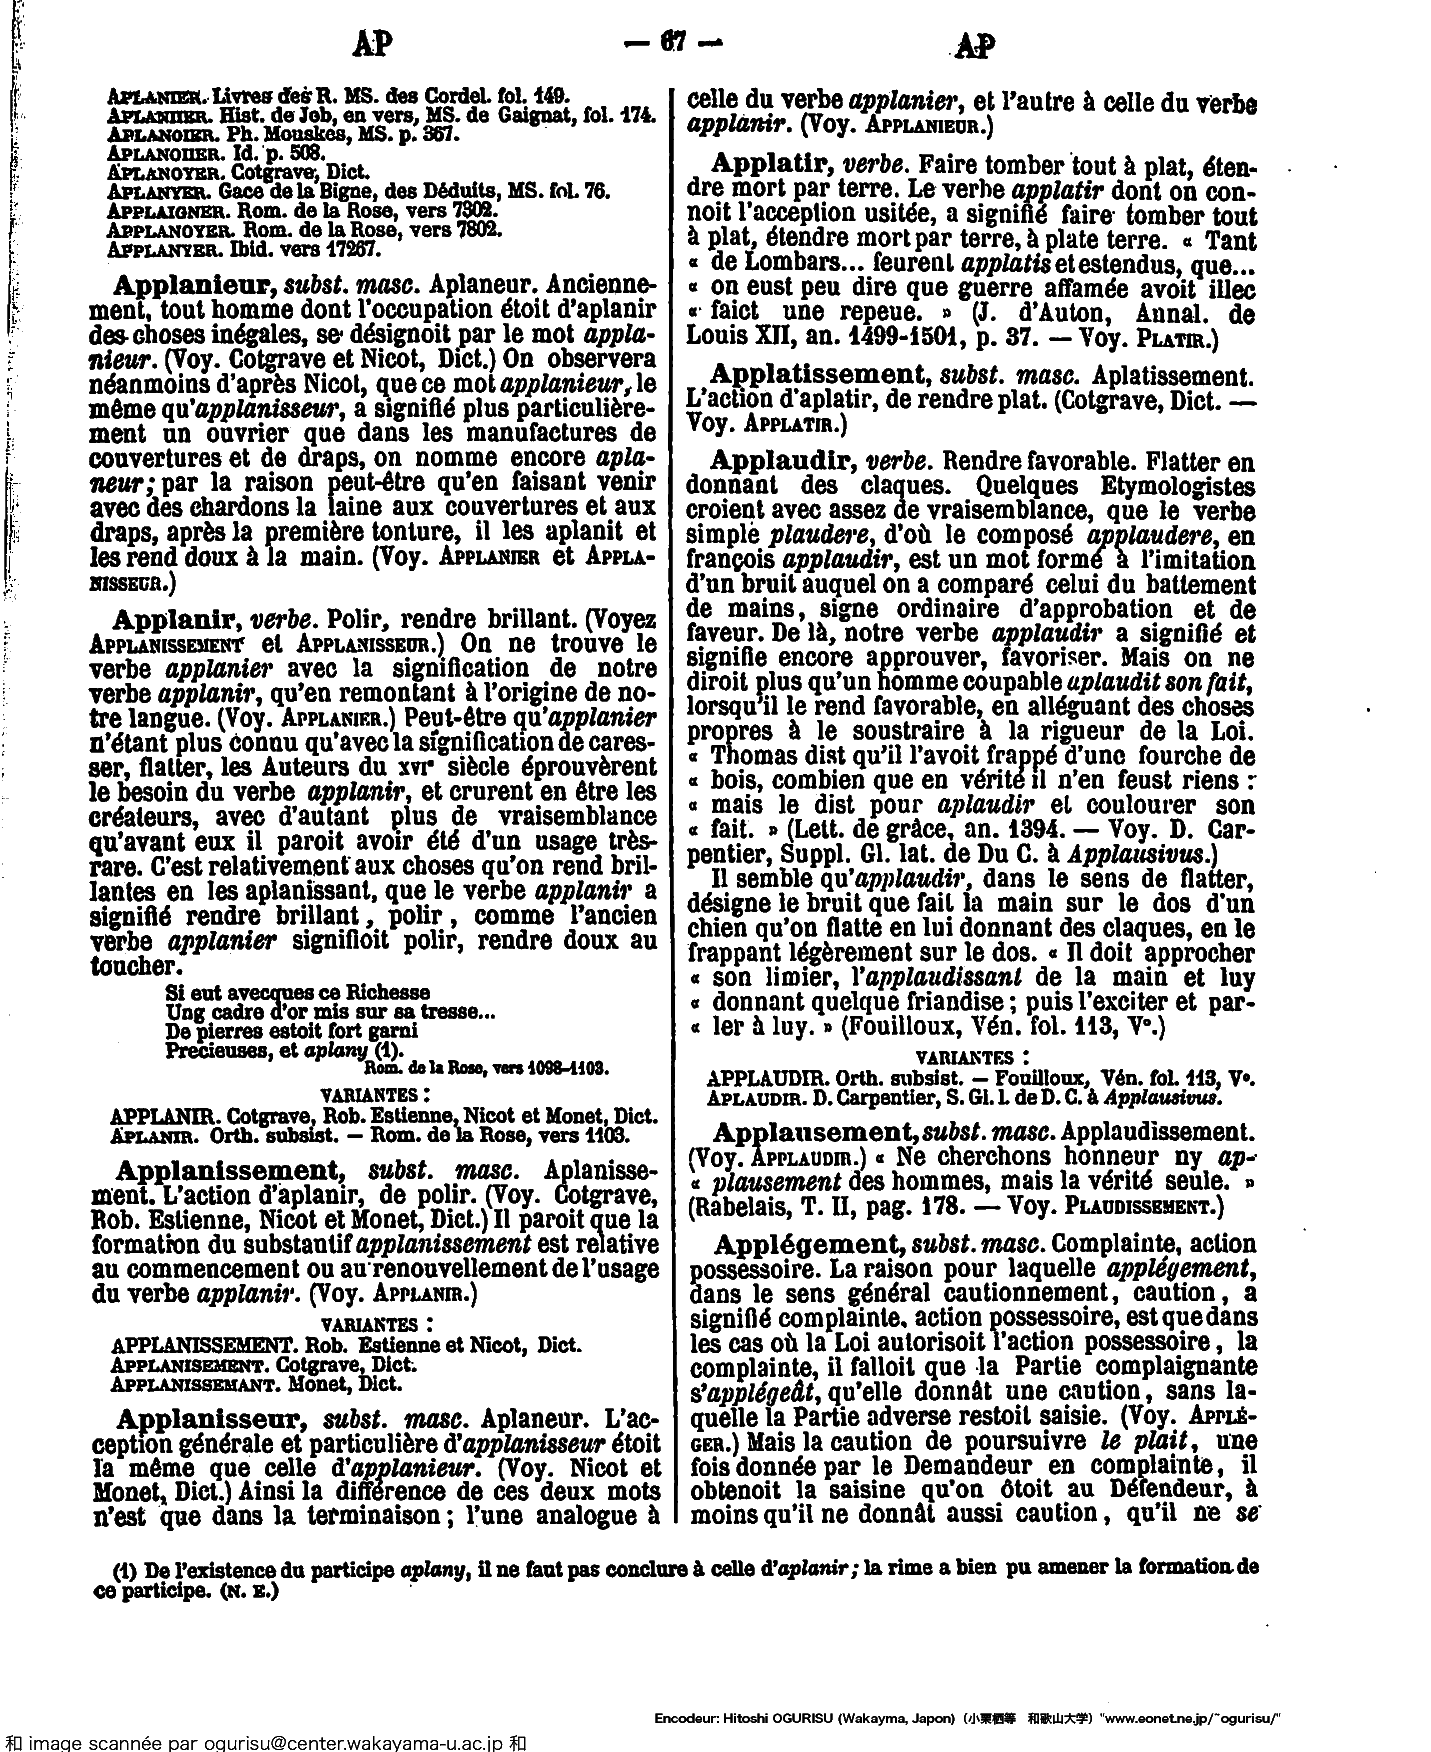 AP — 67 — AP
APLANIER. Livres des R. MS. des Cordel. fol. 149.
APLANIIER. Hist. de Job, en vers, MS. de Gaignat, fol. 174.
APLANOIER. Ph. Mouskes, MS. p. 367.
APLANOIIER. Id. p. 508.
APLANOYER. Cotgrave, Dict.
APLANYER. Gace de la Bigne, des Déduits, MS. fol. 76.
APPLAIGNER. Rom. de la Rose, vers 7302.
APPLANOYER. Rom. de la Rose, vers 7802.
APPLANYER. Ibid. vers 17267.
Applanieur, subst. masc. Aplaneur. Ancienne-
ment, tout homme dont l'occupation étoit d'aplanir
des choses inégales, se désignoit par le mot appla-
nieur. (Voy. Cotgrave et Nicot, Dict.) On observera
néanmoins d'après Nicot, que ce mot applanieur, le
même qu'applanisseur, a signifié plus particulière-
ment un ouvrier que dans les manufactures de
couvertures et de draps, on nomme encore apla-
neur; par la raison peut-être qu'en faisant venir
avec des chardons la laine aux couvertures et aux
draps, après la première tonture, il les aplanit et
les rend doux à la main. (Voy. APPLANIER et APPLA-
NISSEUR.)
Applanir, verbe. Polir, rendre brillant. (Voyez
APPLANISSEMENT et APPLANISSEUR.) On ne trouve le
verbe applanier avec la signification de notre
verbe applanir, qu'en remontant à l'origine de no-
tre langue. (Voy. APPLANIER.) Peut-être qu'applanier
n'étant plus connu qu'avec la signification de cares-
ser, flatter, les Auteurs du XVIe siècle éprouvèrent
le besoin du verbe applanir, et crurent en être les
créateurs, avec d'autant plus de vraisemblance
qu'avant eux il paroit avoir été d'un usage très-
rare. C'est relativement aux choses qu'on rend bril-
lantes en les aplanissant, que le verbe applanir a
signifié rendre brillant, polir, comme l'ancien
verbe applanier signifioit polir, rendre doux au
toucher.
Si eut avecques ce Richesse
Ung cadre d'or mis sur sa tresse...
De pierres estoit fort garni
Precieuses, et aplany (1).
Rom. de la Rose, vers 1098-1103.
VARIANTES :
APPLANIR. Cotgrave, Rob. Estienne, Nicot et Monet, Dict.
APLANIR. Orth. subsist. — Rom. de la Rose, vers 1103.
Applanissement, subst. masc. Aplanisse-
ment. L'action d'aplanir, de polir. (Voy. Cotgrave,
Rob. Estienne, Nicot et Monet, Dict.) Il paroit que la
formation du substantif applanissement est relative
au commencement ou au renouvellement de l'usage
du verbe applanir. (Voy. APPLANIR.)
VARIANTES :
APPLANISSEMENT. Rob. Estienne et Nicot, Dict.
APPLANISEMENT. Cotgrave, Dict.
APPLANISSEMANT. Monet, Dict.
Applanisseur, subst. masc. Aplaneur. L'ac-
ception générale et particulière d'applanisseur étoit
la même que celle d'applanieur. (Voy. Nicot et
Monet, Dict.) Ainsi la différence de ces deux mots
n'est que dans la terminaison; l'une analogue à
celle du verbe applanier, et l'autre à celle du verbe
applanir. (Voy. APPLANIEUR.)
Applatir, verbe. Faire tomber tout à plat, éten-
dre mort par terre. Le verbe applatir dont on con-
noit l'acception usitée, a signifié faire tomber tout
à plat, étendre mort par terre, à plate terre. « Tant
« de Lombars... feurent applatis et estendus, que...
« on eust peu dire que guerre affamée avoit illec
« faict une repeue. » (J. d'Auton, Annal. de
Louis XII, an. 1499-1501, p. 37. — Voy. PLATIR.)
Applatissement, subst. masc. Aplatissement.
L'action d'aplatir, de rendre plat. (Cotgrave, Dict. —
Voy. APPLATIR.)
Applaudir, verbe. Rendre favorable. Flatter en
donnant des claques. Quelques Etymologistes
croient avec assez de vraisemblance, que le verbe
simple plaudere, d'où le composé applaudere, en
françois applaudir, est un mot formé à l'imitation
d'un bruit auquel on a comparé celui du battement
de mains, signe ordinaire d'approbation et de
faveur. De là, notre verbe applaudir a signifié et
signifie encore approuver, favoriser. Mais on ne
diroit plus qu'un homme coupable aplaudit son fait,
lorsqu'il le rend favorable, en alléguant des choses
propres à le soustraire à la rigueur de la Loi.
« Thomas dist qu'il l'avoit frappé d'une fourche de
« bois, combien que en vérité il n'en feust riens :
« mais le dist pour aplaudir et coulourer son
« fait. » (Lett. de grâce, an. 1394. — Voy. D. Car-
pentier, Suppl. Gl. lat. de Du C. à Applausivus.)
Il semble qu'applaudir, dans le sens de flatter,
désigne le bruit que fait la main sur le dos d'un
chien qu'on flatte en lui donnant des claques, en le
frappant légèrement sur le dos. « Il doit approcher
« son limier, l'applaudissant de la main et luy
« donnant quelque friandise; puis l'exciter et par-
« ler à luy. » (Fouilloux, Vén. fol. 113, V°.)
VARIANTES :
APPLAUDIR. Orth. subsist. — Fouilloux, Vén. fol. 113, V°.
APLAUDIR. D. Carpentier, S. Gl. l. de D. C. à Applausivus.
Applausement, subst. masc. Applaudissement.
(Voy. APPLAUDIR.) « Ne cherchons honneur ny ap-
« plausement des hommes, mais la vérité seule. »
(Rabelais, T. II, pag. 178. — Voy. PLAUDISSEMENT.)
Applégement, subst. masc. Complainte, action
possessoire. La raison pour laquelle applégement,
dans le sens général cautionnement, caution, a
signifié complainte, action possessoire, est que dans
les cas où la Loi autorisoit l'action possessoire, la
complainte, il falloit que la Partie complaignante
s'applégeât, qu'elle donnât une caution, sans la-
quelle la Partie adverse restoit saisie. (Voy. APPLÉ-
GER.) Mais la caution de poursuivre le plait, une
fois donnée par le Demandeur en complainte, il
obtenoit la saisine qu'on ôtoit au Défendeur, à
moins qu'il ne donnât aussi caution, qu'il ne se
(1) De l'existence du participe aplany, il ne faut pas conclure à celle d'aplanir; la rime a bien pu amener la formation de
ce participe. (N. E.)
Encodeur: Hitoshi OGURISU (Wakayma, Japon) (小栗栖等 和歌山大学) "www.eonet.ne.jp/~ogurisu/"
和 image scannée par ogurisu@center.wakayama-u.ac.jp 和